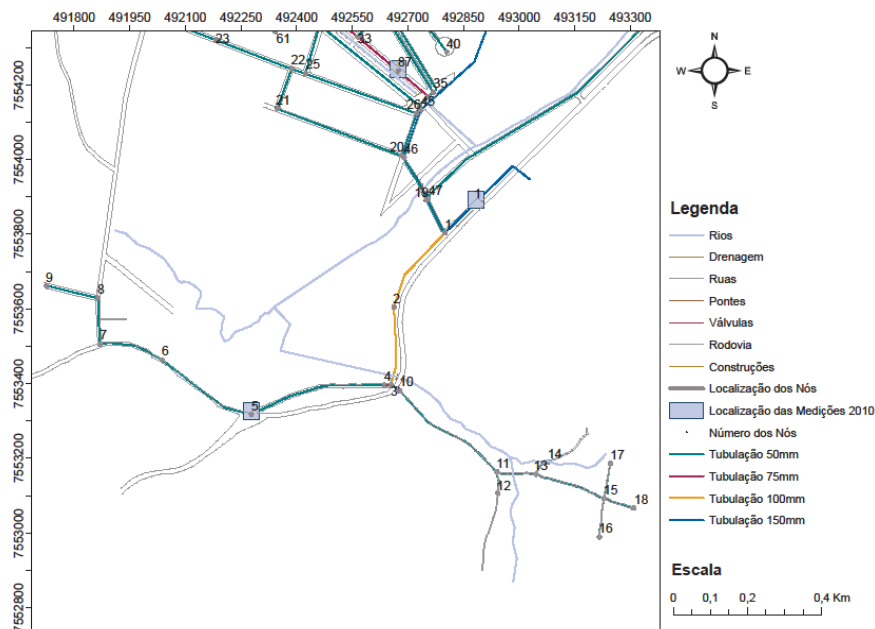 491800 492100 492250 492400 492550 492700 492850 493000 493150 493300
7554200
7554000
7553800
7553600
7553400
7553200
7553000
7552800
23
61
33
87
40
22
25
35
21
26
45
20
46
19
47
1
1
9
8
2
7
6
4
10
3
5
11
13
14
17
12
15
18
16
N
W E
S
Legenda
Rios
Drenagem
Ruas
Pontes
Válvulas
Rodovia
Construções
Localização dos Nós
Localização das Medições 2010
Número dos Nós
Tubulação 50mm
Tubulação 75mm
Tubulação 100mm
Tubulação 150mm
Escala
0 0,1 0,2 0,4 Km